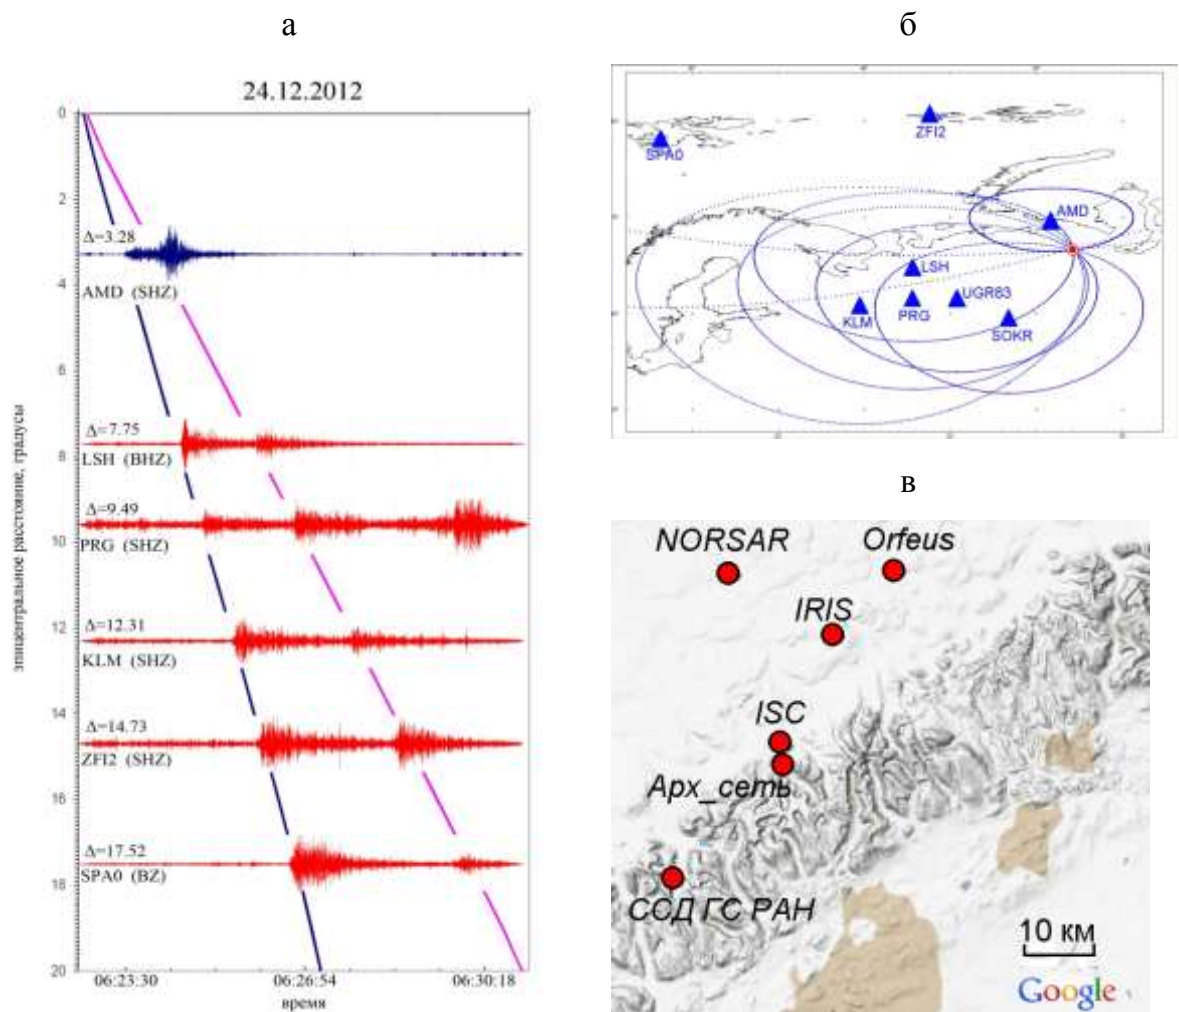 а
24.12.2012
0
Δ=3.28
AMD (SHZ)
2
4
6
Δ=7.75
LSH (BHZ)
8
Δ=9.49
PRG (SHZ)
10
Δ=12.31
KLM (SHZ)
12
Δ=14.73
ZFI2 (SHZ)
14
16
Δ=17.52
SPA0 (BZ)
18
20
эпицентральное расстояние, градусы
06:23:30 06:26:54 06:30:18
время
б
SPA0
ZFI2
AMD
LSH
KLM
PRG
UGR83
SOKR
в
NORSAR
Orfeus
IRIS
ISC
Арх_сеть
ССД ГС РАН
10 км
Google